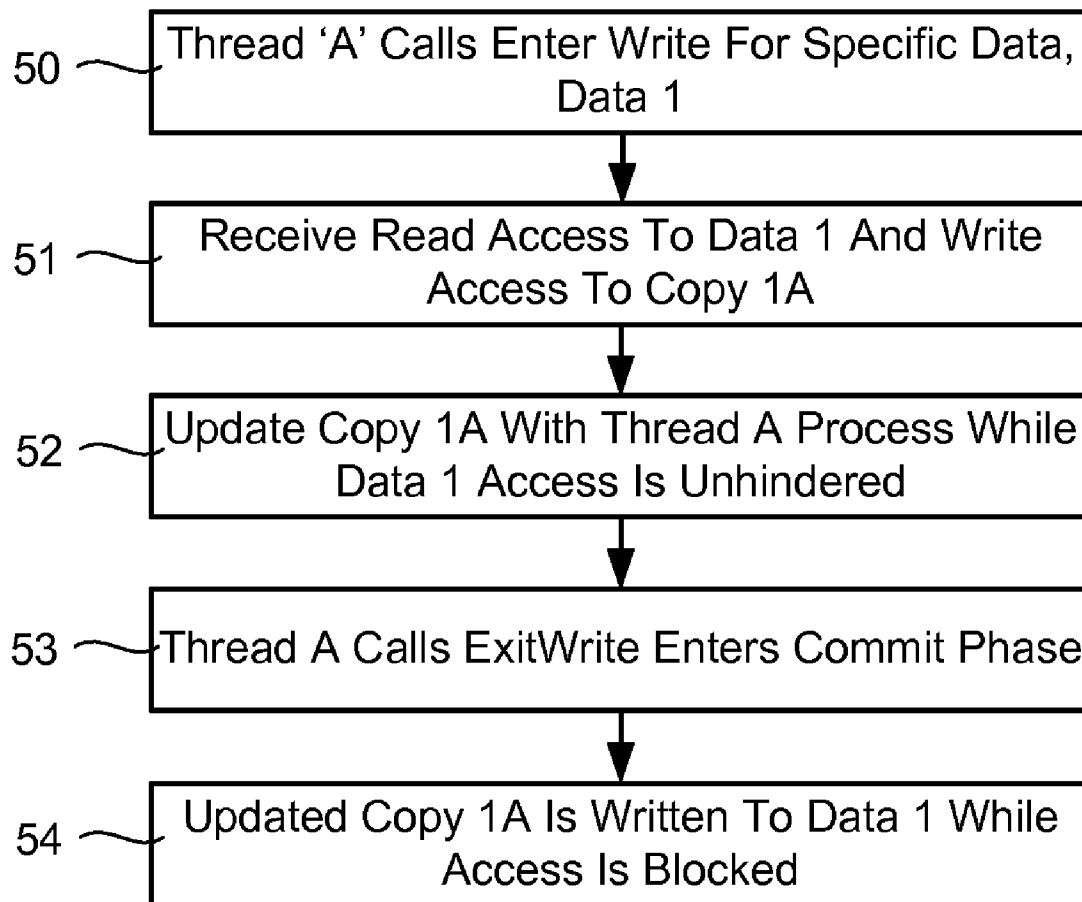 50
Thread ‘A’ Calls Enter Write For Specific Data,
Data 1
51
Receive Read Access To Data 1 And Write
Access To Copy 1A
52
Update Copy 1A With Thread A Process While
Data 1 Access Is Unhindered
53
Thread A Calls ExitWrite Enters Commit Phase
54
Updated Copy 1A Is Written To Data 1 While
Access Is Blocked